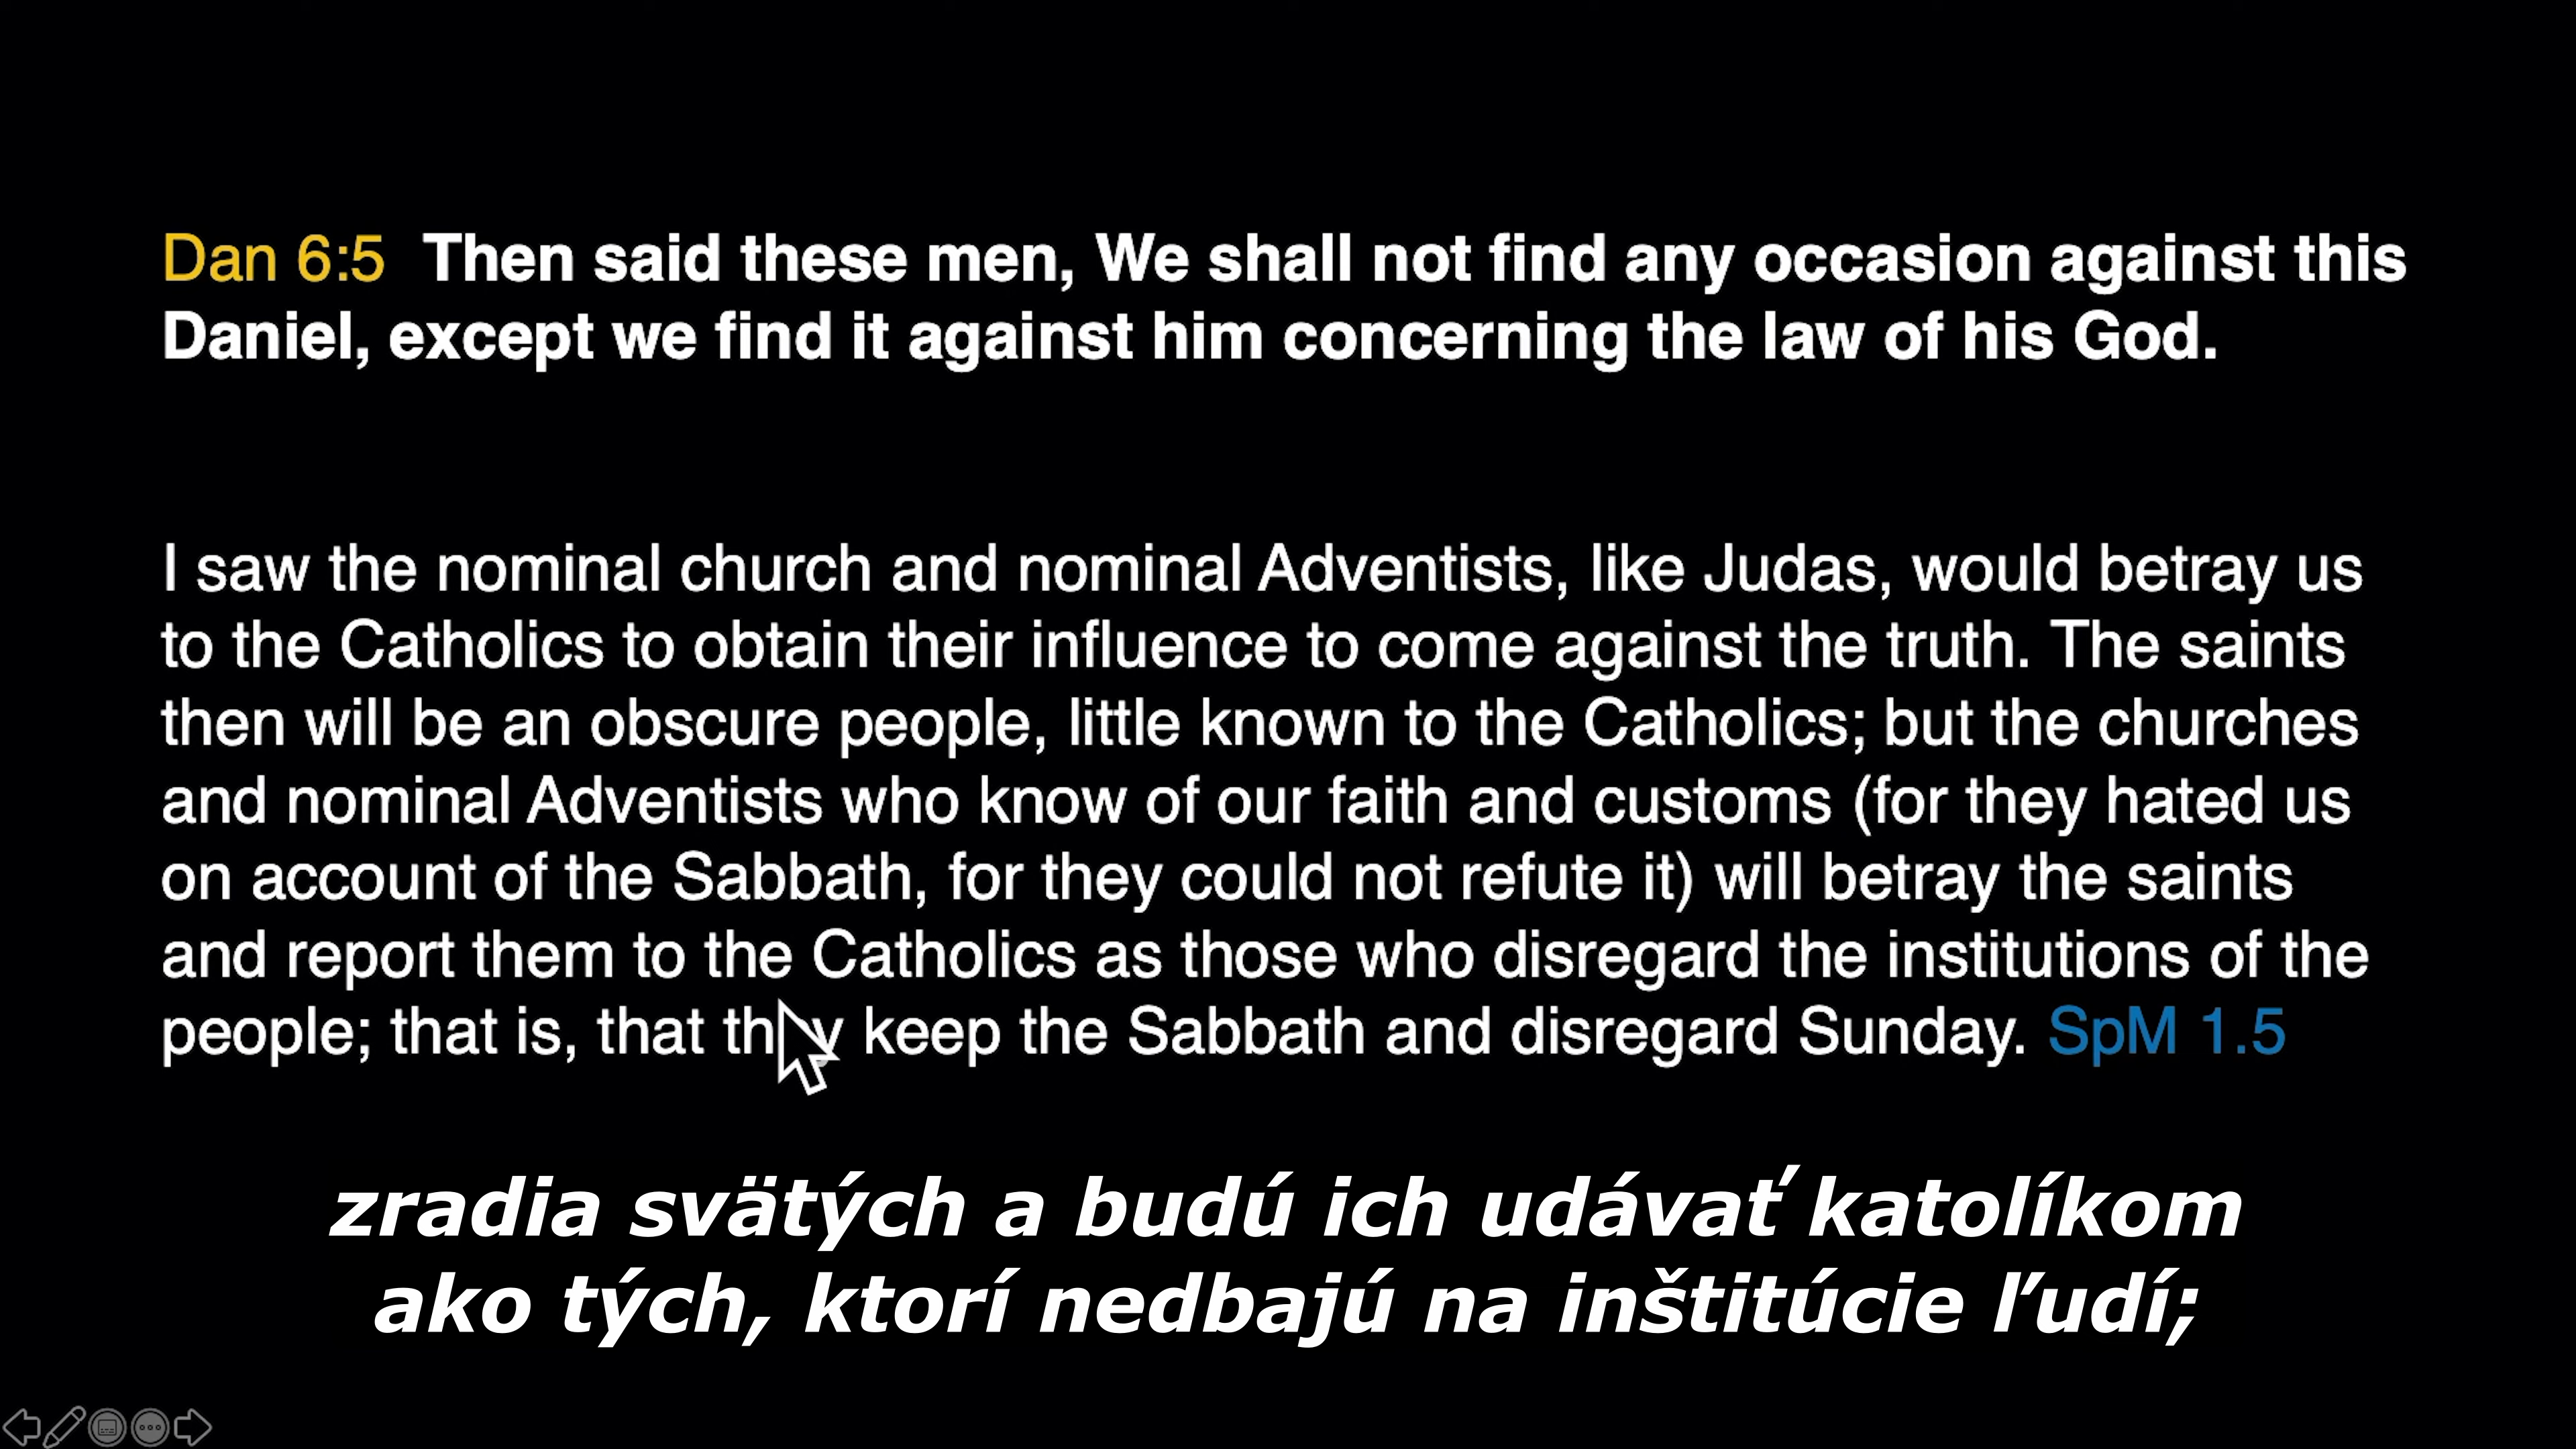 Dan 6:5 Then said these men, We shall not find any occasion against this
Daniel, except we find it against him concerning the law of his God.
I saw the nominal church and nominal Adventists, like Judas, would betray us
to the Catholics to obtain their influence to come against the truth. The saints
then will be an obscure people, little known to the Catholics; but the churches
and nominal Adventists who know of our faith and customs (for they hated us
on account of the Sabbath, for they could not refute it) will betray the saints
and report them to the Catholics as those who disregard the institutions of the
people; that is, that they keep the Sabbath and disregard Sunday. SpM 1.5
zradia svätých a budú ich udávať katolíkom
ako tých, ktorí nedbajú na inštitúcie ľudí;